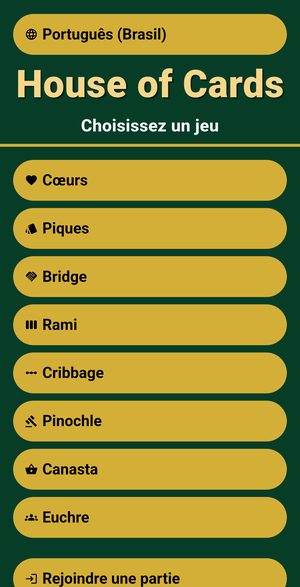 Português (Brasil)
House of Cards
Choisissez un jeu
Cœurs
Piques
Bridge
Rami
Cribbage
Pinochle
Canasta
Euchre
Rejoindre une partie